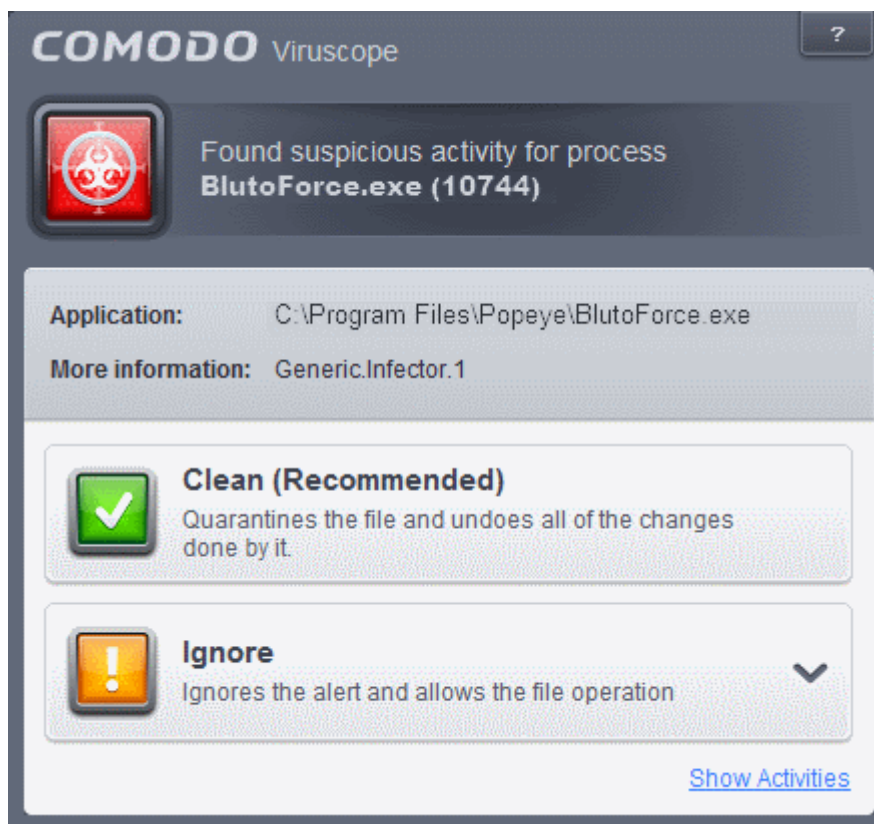 COMODO Viruscope
?
Found suspicious activity for process
BlutoForce.exe (10744)
Application: C:\Program Files\Popeye\BlutoForce.exe
More information: Generic.Infector.1
Clean (Recommended)
Quarantines the file and undoes all of the changes
done by it.
Ignore
Ignores the alert and allows the file operation
Show Activities